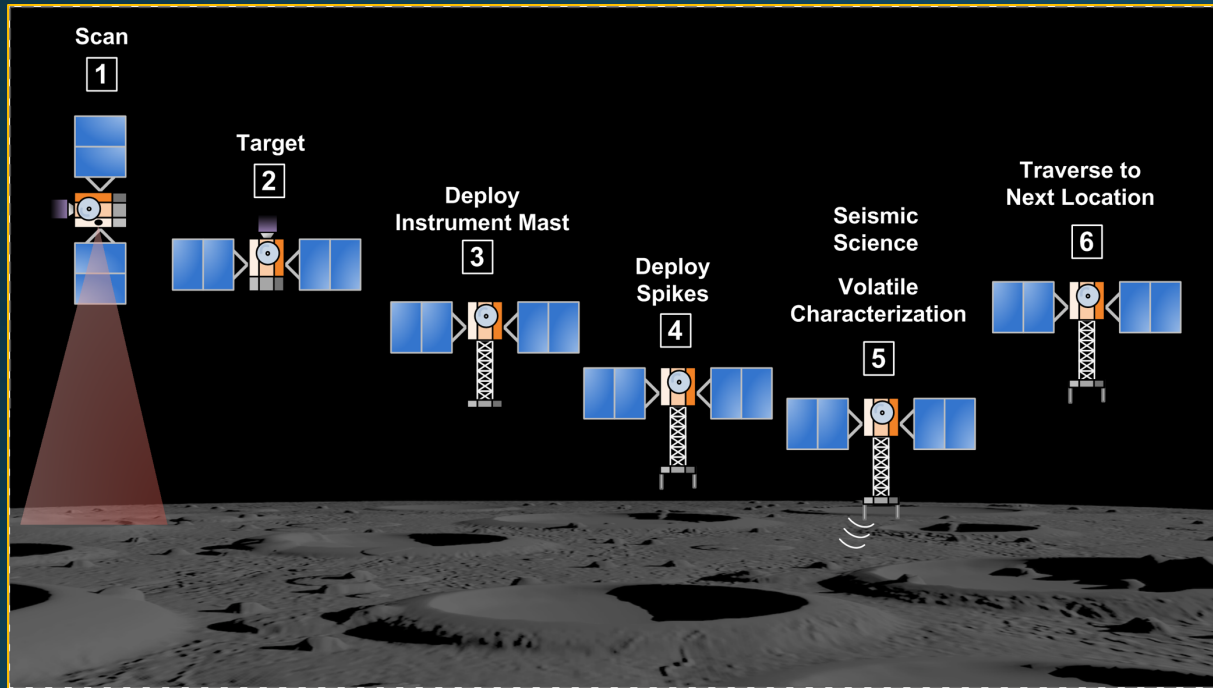 Scan
1
Target
2
Deploy
Instrument Mast
3
Deploy
Spikes
4
Seismic
Science
Volatile
Characterization
5
Traverse to
Next Location
6